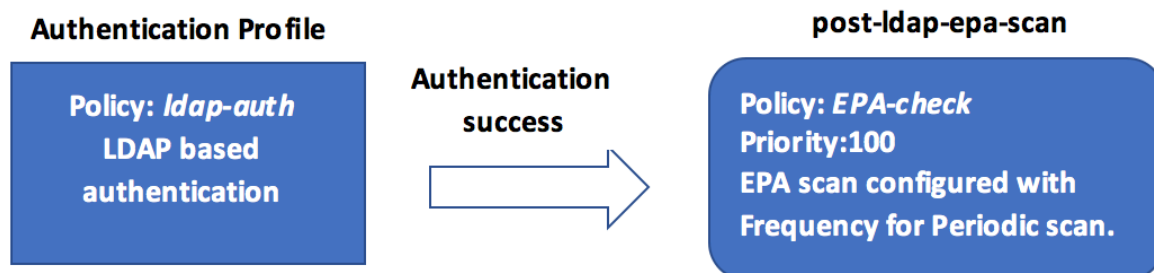 Authentication Profile
Policy: ldap-auth
LDAP based
authentication
Authentication
success
post-ldap-epa-scan
Policy: EPA-check
Priority:100
EPA scan configured with
Frequency for Periodic scan.